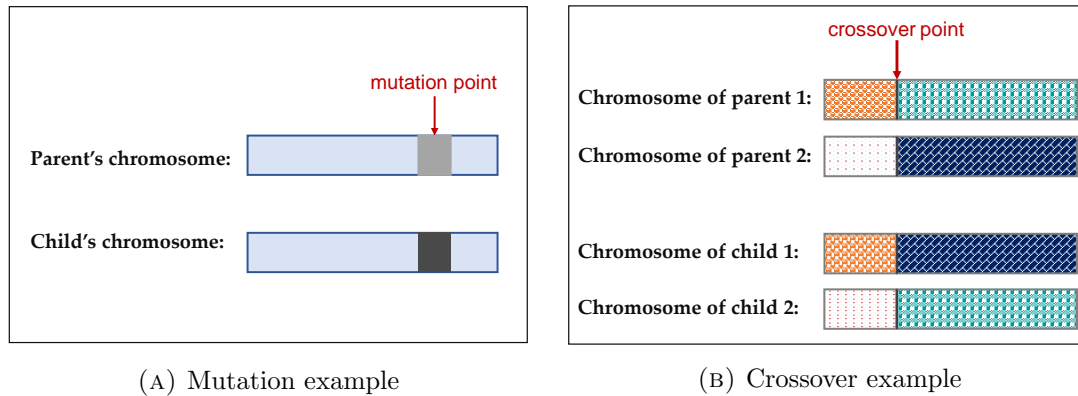 mutation point
Parent's chromosome:
Child's chromosome:
(A) Mutation example
crossover point
Chromosome of parent 1:
Chromosome of parent 2:
Chromosome of child 1:
Chromosome of child 2:
(B) Crossover example